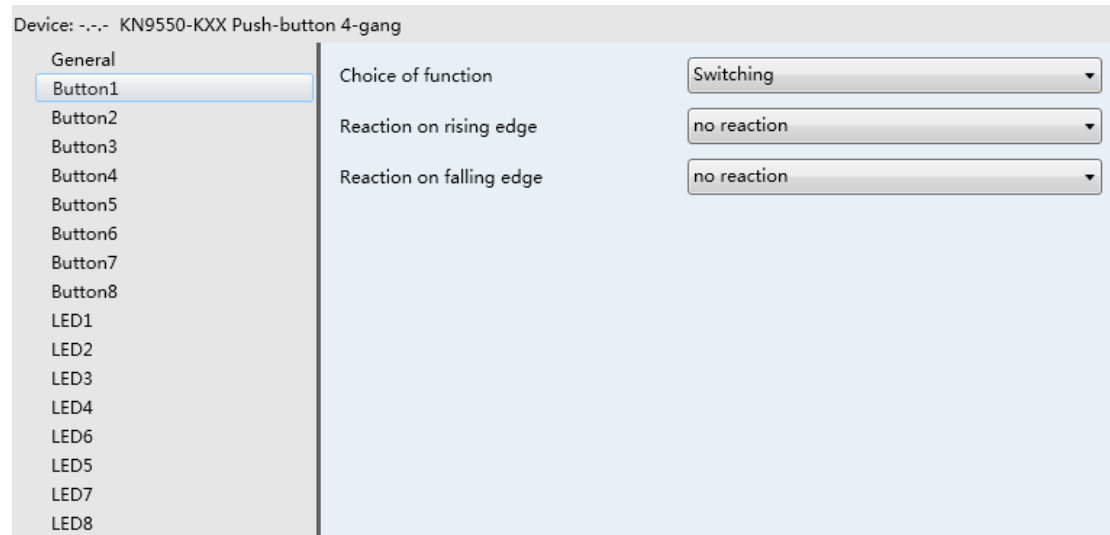 Device: -.-.- KN9550-KXX Push-button 4-gang
General
Button1
Button2
Button3
Button4
Button5
Button6
Button7
Button8
LED1
LED2
LED3
LED4
LED6
LED5
LED7
LED8
Choice of function Switching
Reaction on rising edge no reaction
Reaction on falling edge no reaction